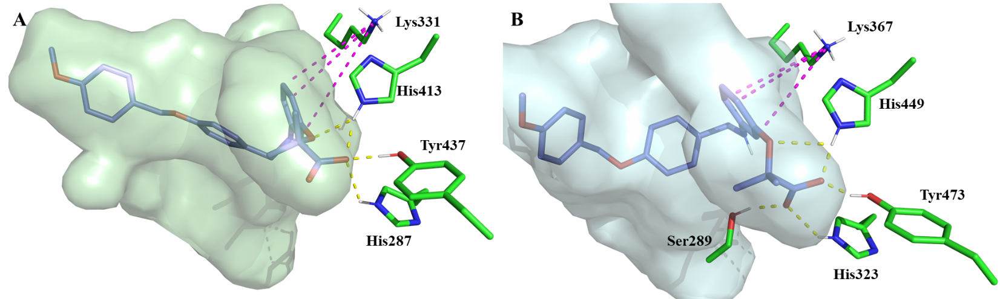 A
Lys331
His413
Tyr437
His287
B
Lys367
His449
Tyr473
Ser289
His323